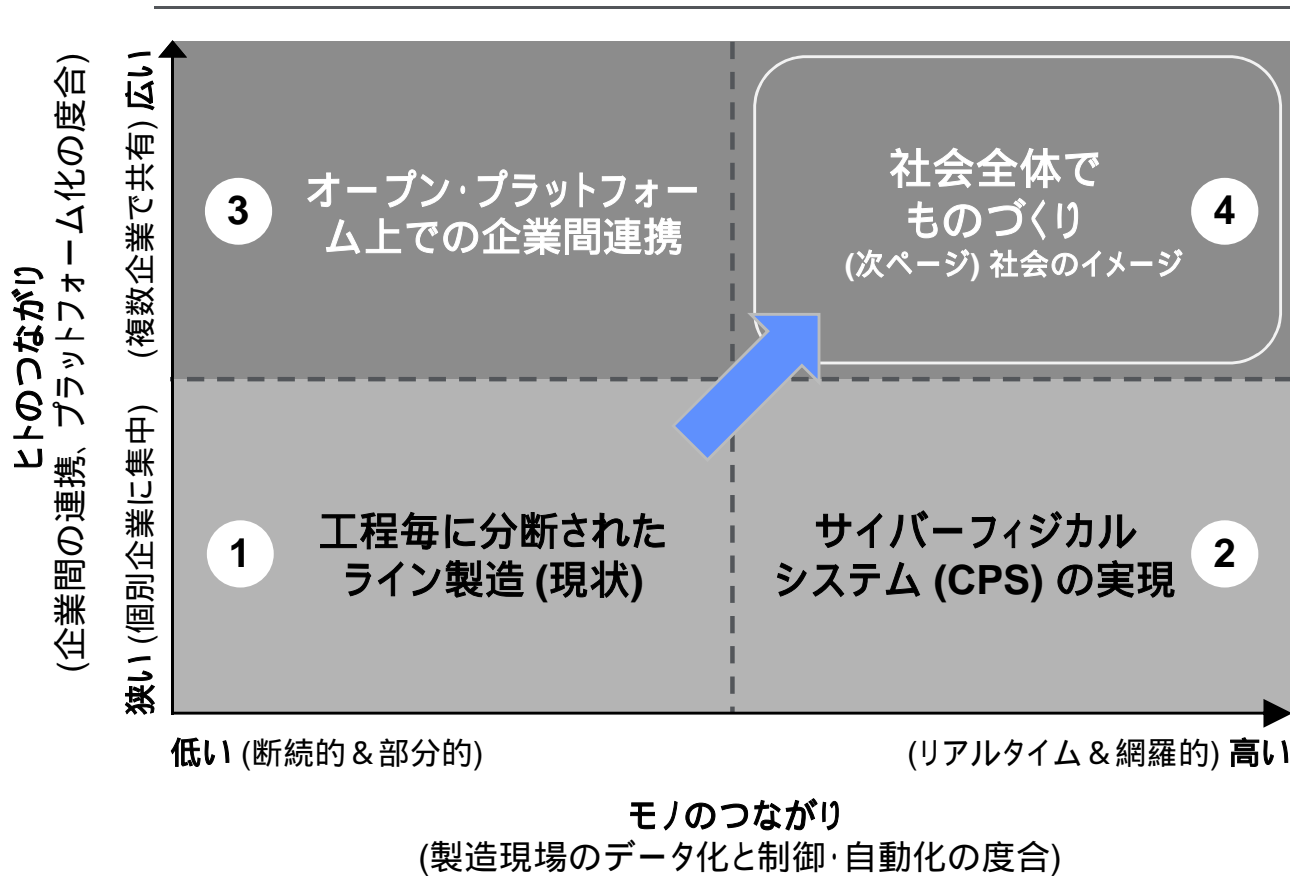 ヒトのつながり
(企業間の連携、プラットフォーム化の度合)
(複数企業で共有) 広い
狭い (個別企業に集中)
3
オープン・プラットフォー
ム上での企業間連携
社会全体で
ものづくり
(次ページ) 社会のイメージ
4
1
工程毎に分断された
ライン製造 (現状)
サイバーフィジカル
システム (CPS) の実現
2
低い (断続的&部分的)
(リアルタイム&網羅的) 高い
モノのつながり
(製造現場のデータ化と制御・自動化の度合)